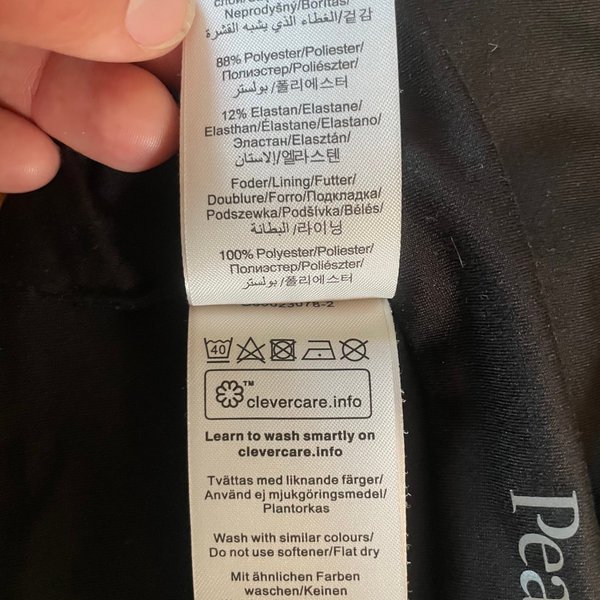 Neprodyšný/Borítás/
الغطاء الذي يشبه القشرة/겉감
88% Polyester/Poliester/
Полиэстер/Poliészter/
بوليستر/폴리에스터
12% Elastan/Elastane/
Elasthan/Élastane/Elastano/
Эластан/Elasztán/
إلاستان/엘라스텐
Foder/Lining/Futter/
Doublure/Forro/Подкладка/
Podszewka/Podšívka/Bélés/
البطانة/라이닝
100% Polyester/Poliester/
Полиэстер/Poliészter/
بوليستر/폴리에스터
40
clevercare.info™
Learn to wash smartly on
clevercare.info
Tvättas med liknande färger/
Använd ej mjukgöringsmedel/
Plantorkas
Wash with similar colours/
Do not use softener/Flat dry
Mit ähnlichen Farben
waschen/Keinen
Pea